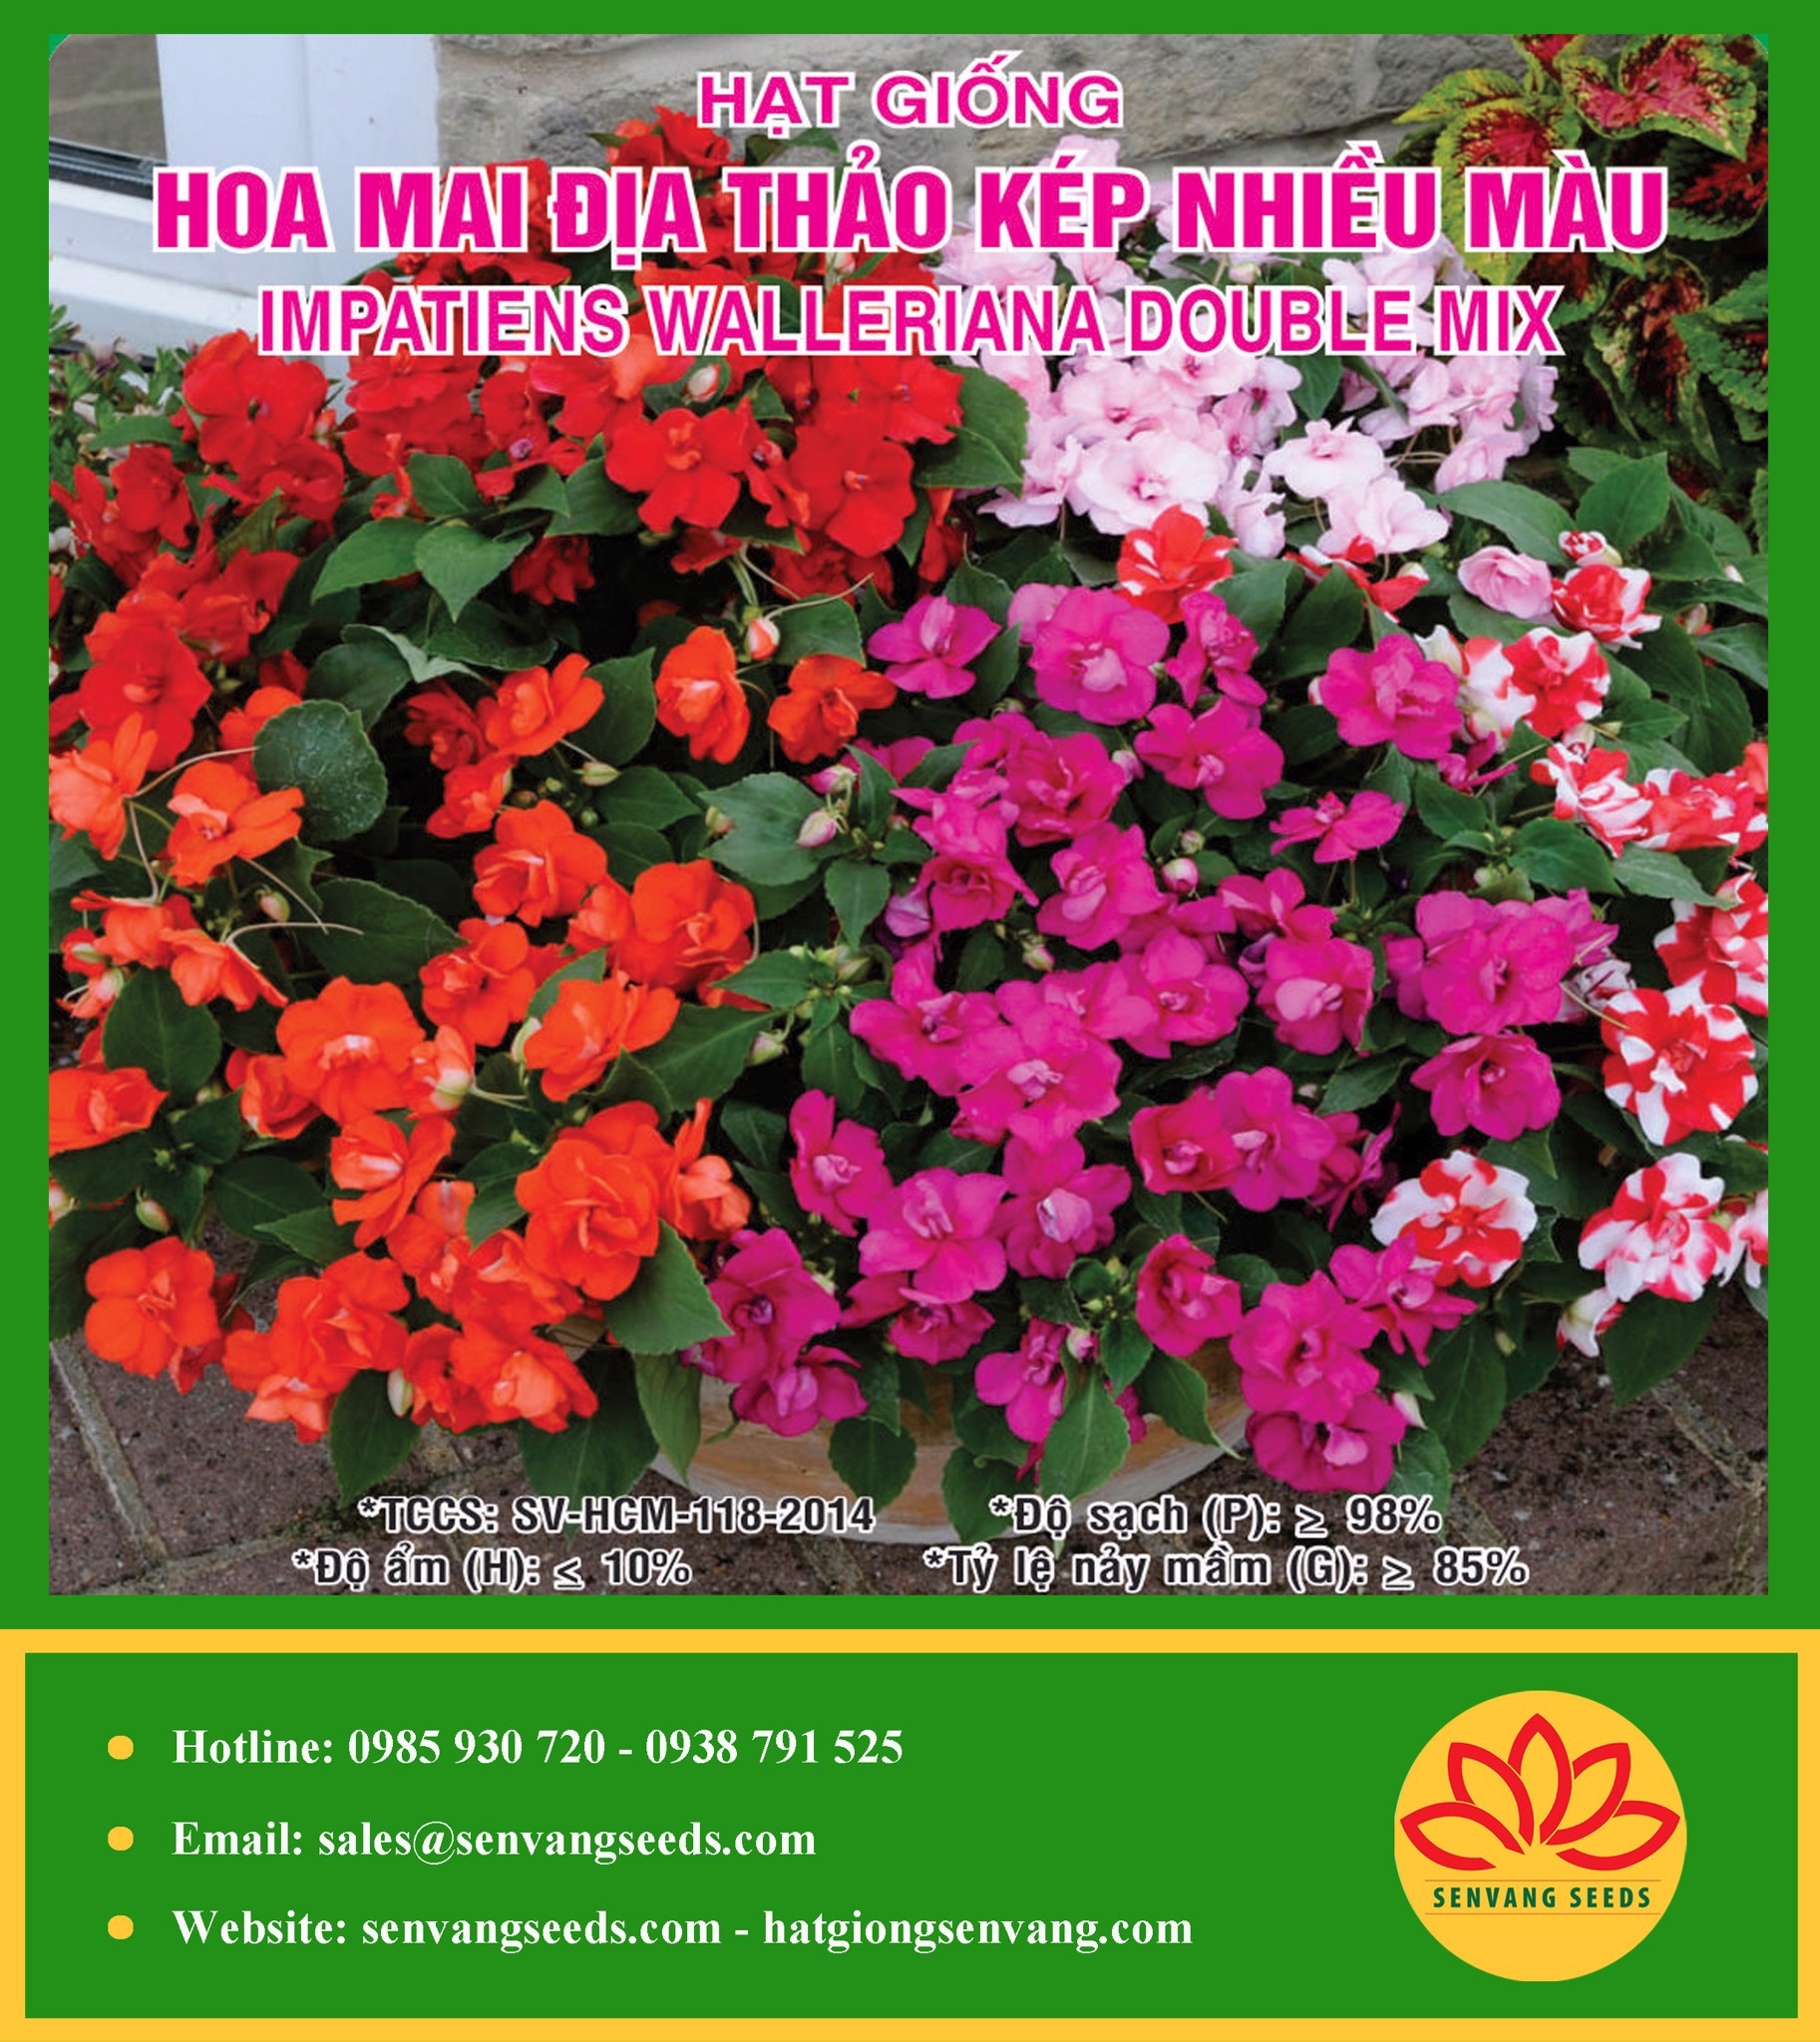 HẠT GIỐNG
HOA MAI ĐỊA THẢO KÉP NHIỀU MÀU
IMPATIENS WALLERIANA DOUBLE MIX
*TCCS: SV-HCM-118-2014 *Độ sạch (P): ≥ 98%
*Độ ẩm (H): ≤ 10% *Tỷ lệ nảy mầm (G): ≥ 85%
Hotline: 0985 930 720 - 0938 791 525
Email: sales@senvangseeds.com
Website: senvangseeds.com - hatgiongsenvang.com
SENVANG SEEDS